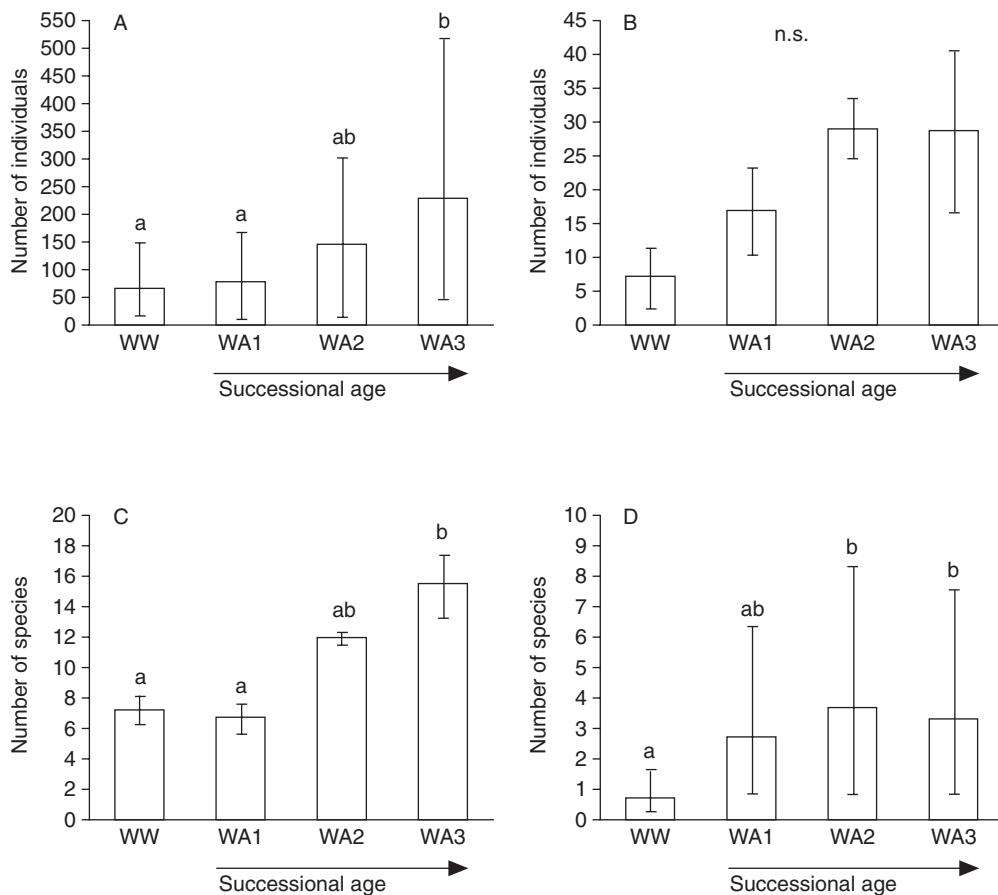 A
Number of individuals
550
500
450
400
350
300
250
200
150
100
50
0
a
a
ab
b
WW WA1 WA2 WA3
Successional age
B
Number of individuals
n.s.
45
40
35
30
25
20
15
10
5
0
WW WA1 WA2 WA3
Successional age
C
Number of species
20
18
16
14
12
10
8
6
4
2
0
a
a
ab
b
WW WA1 WA2 WA3
Successional age
D
Number of species
10
9
8
7
6
5
4
3
2
1
0
a
ab
b
b
WW WA1 WA2 WA3
Successional age